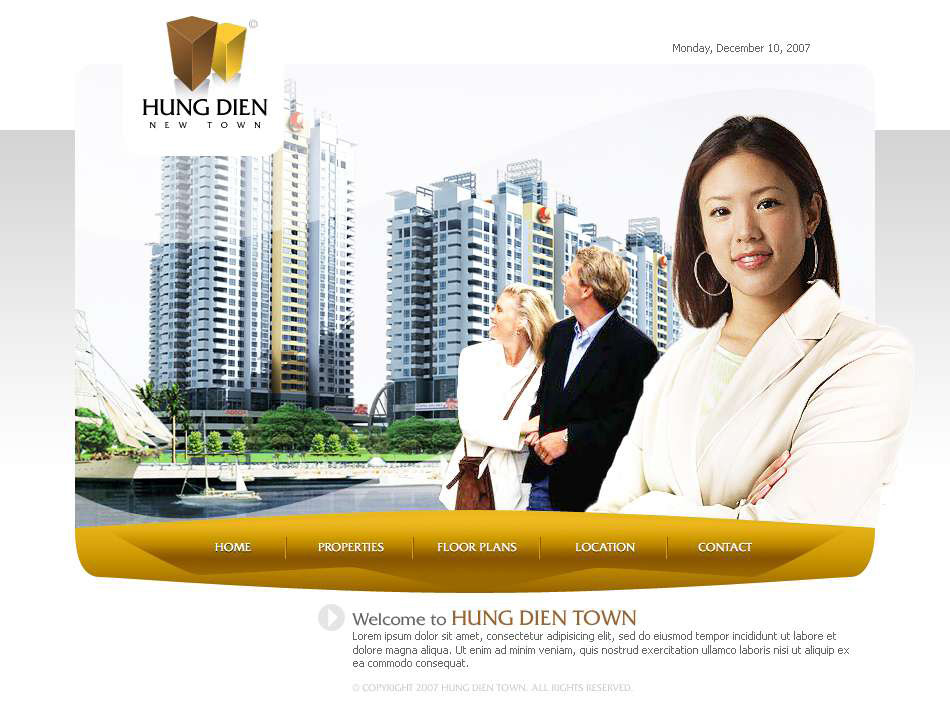 ©
HUNG DIEN
NEW TOWN
Monday, December 10, 2007
HOME
PROPERTIES
FLOOR PLANS
LOCATION
CONTACT
Welcome to HUNG DIEN TOWN
Lorem ipsum dolor sit amet, consectetur adipisicing elit, sed do eiusmod tempor incididunt ut labore et
dolore magna aliqua. Ut enim ad minim veniam, quis nostrud exercitation ullamco laboris nisi ut aliquip ex
ea commodo consequat.
© COPYRIGHT 2007 HUNG DIEN TOWN. ALL RIGHTS RESERVED.